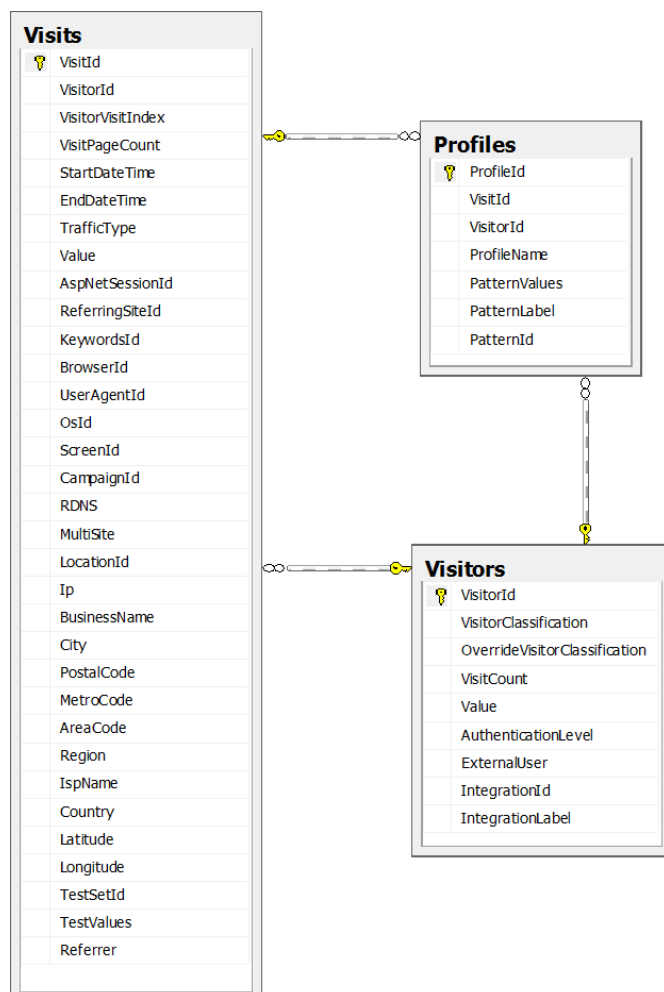 Visits
VisitId
VisitorId
VisitorVisitIndex
VisitPageCount
StartDateTime
EndDateTime
TrafficType
Value
AspNetSessionId
ReferringSiteId
KeywordsId
BrowserId
UserAgentId
OsId
ScreenId
CampaignId
RDNS
MultiSite
LocationId
Ip
BusinessName
City
PostalCode
MetroCode
AreaCode
Region
IspName
Country
Latitude
Longitude
TestSetId
TestValues
Referrer
Profiles
ProfileId
VisitId
VisitorId
ProfileName
PatternValues
PatternLabel
PatternId
Visitors
VisitorId
VisitorClassification
OverrideVisitorClassification
VisitCount
Value
AuthenticationLevel
ExternalUser
IntegrationId
IntegrationLabel